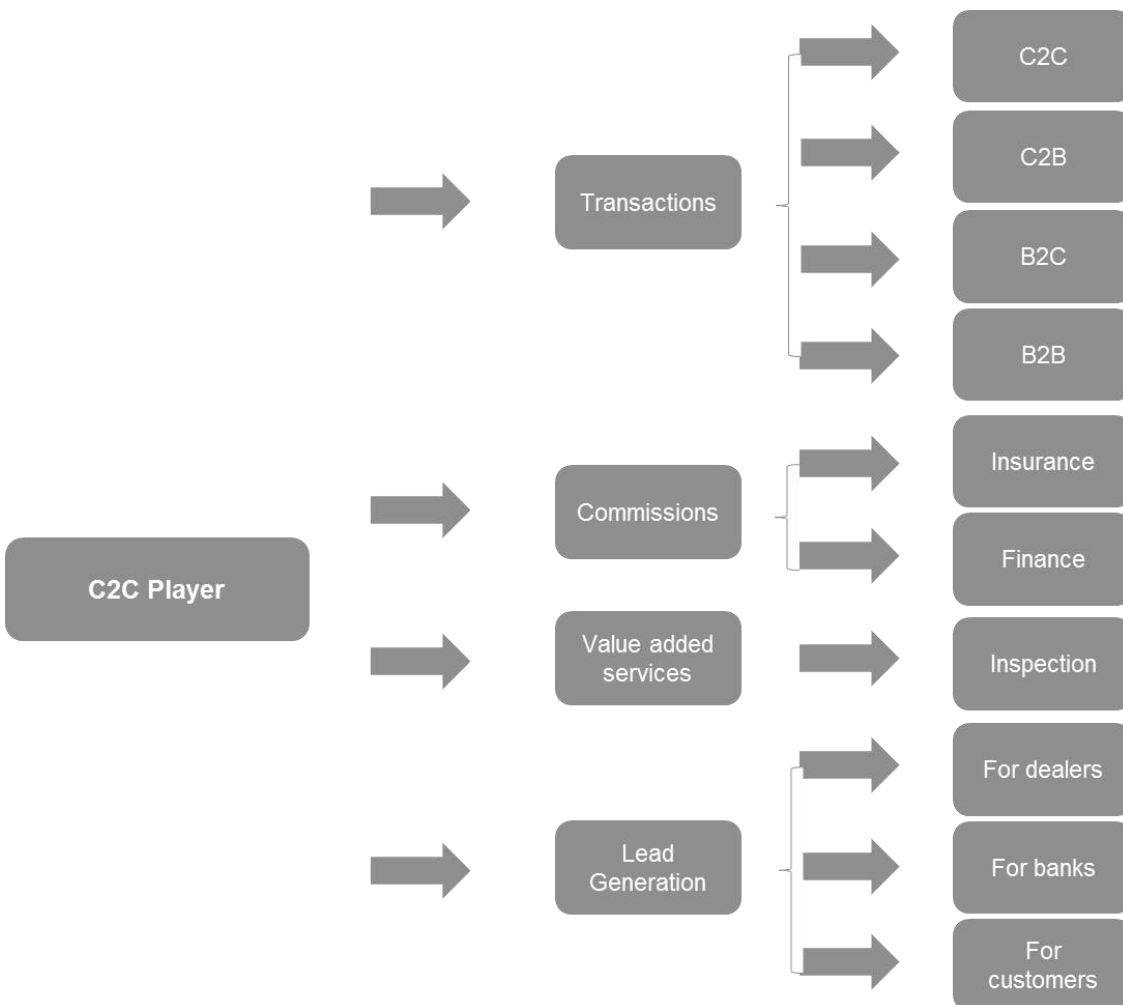 C2C
C2B
Transactions
B2C
B2B
Insurance
Commissions
Finance
C2C Player
Value added
services
Inspection
For dealers
Lead
Generation
For banks
For
customers